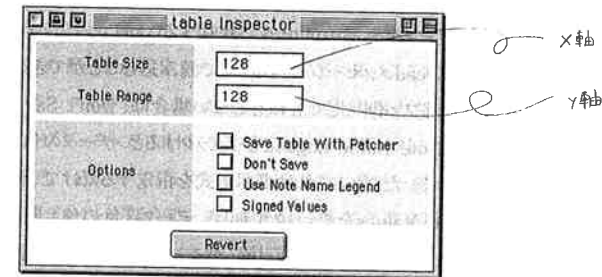 table Inspector
Table Size 128
X軸
Table Range 128
Y軸
Options
Save Table With Patcher
Don't Save
Use Note Name Legend
Signed Values
Revert